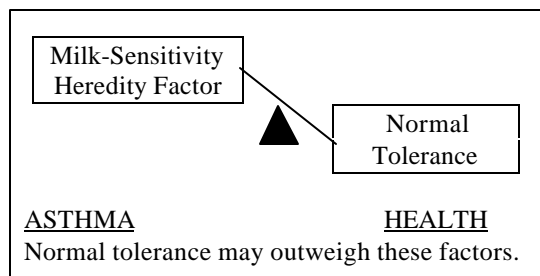 Milk-Sensitivity
Heredity Factor
Normal
Tolerance
ASTHMA HEALTH
Normal tolerance may outweigh these factors.